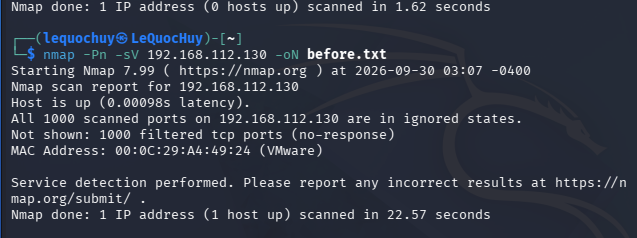 Nmap done: 1 IP address (0 hosts up) scanned in 1.62 seconds
┌──(lequochuy㉿LeQuocHuy)-[~]
└─$ nmap -Pn -sV 192.168.112.130 -oN before.txt
Starting Nmap 7.99 ( https://nmap.org ) at 2026-09-30 03:07 -0400
Nmap scan report for 192.168.112.130
Host is up (0.00098s latency).
All 1000 scanned ports on 192.168.112.130 are in ignored states.
Not shown: 1000 filtered tcp ports (no-response)
MAC Address: 00:0C:29:A4:49:24 (VMware)
Service detection performed. Please report any incorrect results at https://n
map.org/submit/ .
Nmap done: 1 IP address (1 host up) scanned in 22.57 seconds